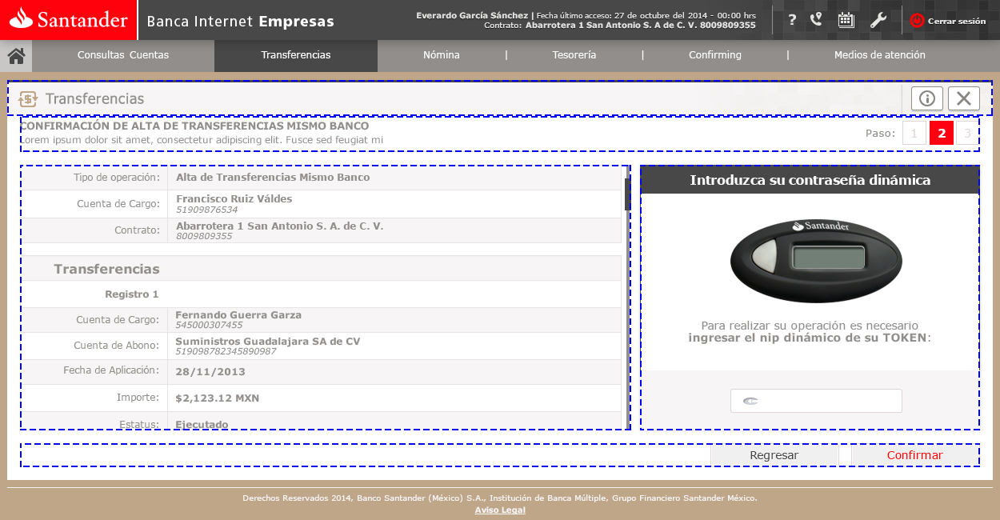 Santander
Banca Internet Empresas
Everardo García Sánchez | Fecha último acceso: 27 de octubre del 2014 - 00:00 hrs
Contrato: Abarrotera 1 San Antonio S. A de C. V. 8009809355
?
Cerrar sesión
Consultas Cuentas
Transferencias
Nómina |
Tesorería |
Confirming |
Medios de atención
Transferencias
CONFIRMACIÓN DE ALTA DE TRANSFERENCIAS MISMO BANCO
Lorem ipsum dolor sit amet, consectetur adipiscing elit. Fusce sed feugiat mi
Paso: 1 2 3
Tipo de operación: Alta de Transferencias Mismo Banco
Cuenta de Cargo: Francisco Ruiz Váldes
51909876534
Contrato: Abarrotera 1 San Antonio S. A. de C. V.
8009809355
Transferencias
Registro 1
Cuenta de Cargo: Fernando Guerra Garza
545000307455
Cuenta de Abono: Suministros Guadalajara SA de CV
519098782345890987
Fecha de Aplicación: 28/11/2013
Importe: $2,123.12 MXN
Estatus: Ejecutado
Introduzca su contraseña dinámica
Santander
Para realizar su operación es necesario
ingresar el nip dinámico de su TOKEN:
Regresar
Confirmar
Derechos Reservados 2014, Banco Santander (México) S.A., Institución de Banca Múltiple, Grupo Financiero Santander México.
Aviso Legal